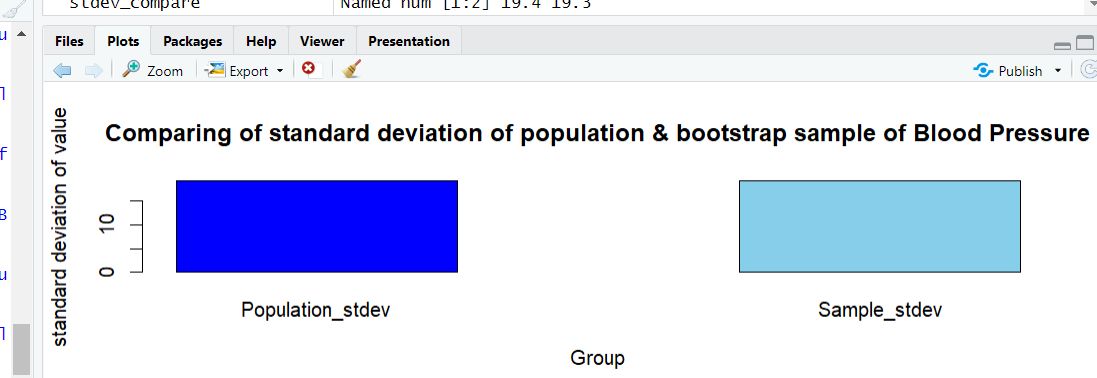 stdev_compare Named num [1:2] 19.4 19.3
Files Plots Packages Help Viewer Presentation
Zoom Export Publish
Comparing of standard deviation of population & bootstrap sample of Blood Pressure
standard deviation of value
10
0
Population_stdev Sample_stdev
Group
u
f
B
u